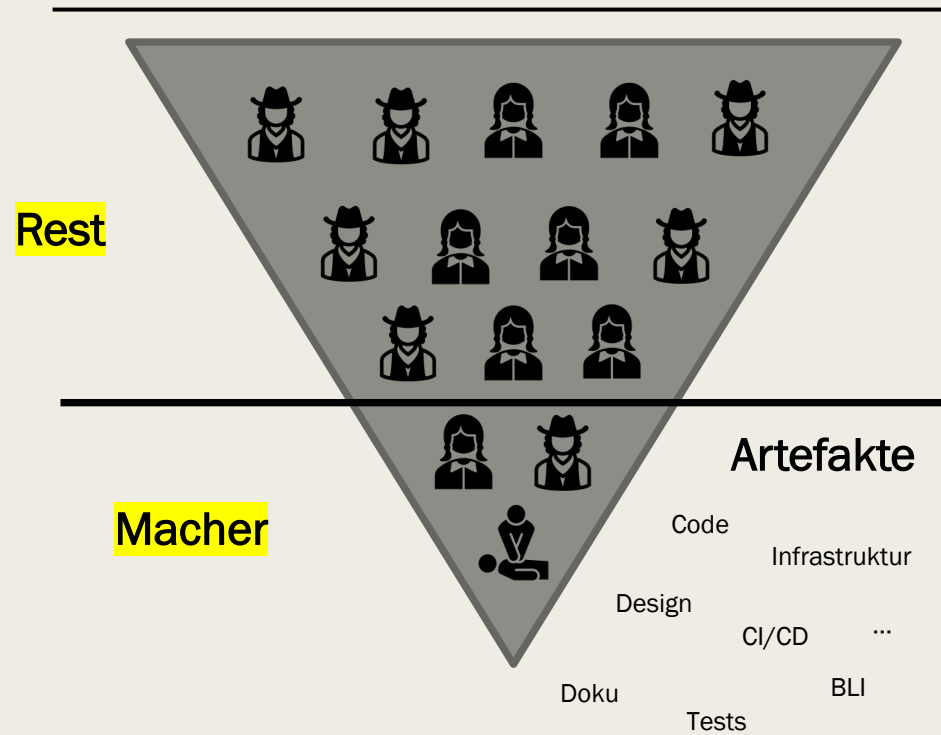 Rest
Macher
Artefakte
Code
Infrastruktur
Design
CI/CD
...
Doku
BLI
Tests